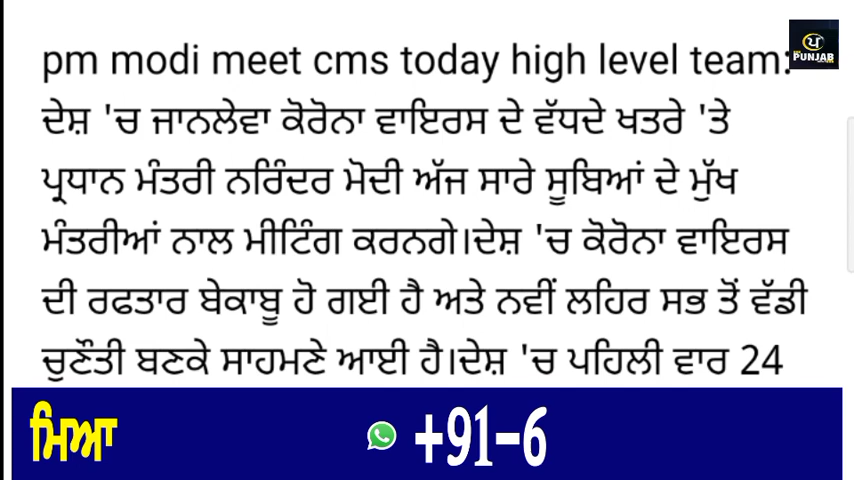 ਪ
PUNJAB
pm modi meet cms today high level team:
ਦੇਸ਼ 'ਚ ਜਾਨਲੇਵਾ ਕੋਰੋਨਾ ਵਾਇਰਸ ਦੇ ਵੱਧਦੇ ਖਤਰੇ 'ਤੇ
ਪ੍ਰਧਾਨ ਮੰਤਰੀ ਨਰਿੰਦਰ ਮੋਦੀ ਅੱਜ ਸਾਰੇ ਸੂਬਿਆਂ ਦੇ ਮੁੱਖ
ਮੰਤਰੀਆਂ ਨਾਲ ਮੀਟਿੰਗ ਕਰਨਗੇ।ਦੇਸ਼ 'ਚ ਕੋਰੋਨਾ ਵਾਇਰਸ
ਦੀ ਰਫਤਾਰ ਬੇਕਾਬੂ ਹੋ ਗਈ ਹੈ ਅਤੇ ਨਵੀਂ ਲਹਿਰ ਸਭ ਤੋਂ ਵੱਡੀ
ਚੁਣੌਤੀ ਬਣਕੇ ਸਾਹਮਣੇ ਆਈ ਹੈ।ਦੇਸ਼ 'ਚ ਪਹਿਲੀ ਵਾਰ 24
ਮਿਆ +91-6